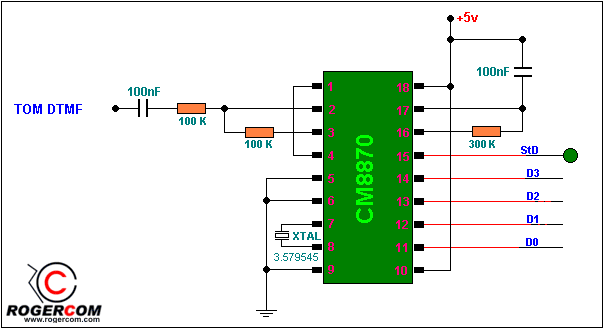 +5v
100nF
100nF
TOM DTMF
100 K
100 K
300 K
1
2
3
4
5
6
7
8
9
CM8870
18
17
16
15
14
13
12
11
10
StD
D3
D2
D1
D0
XTAL
3.579545
C
ROGERCOM
www.rogercom.com